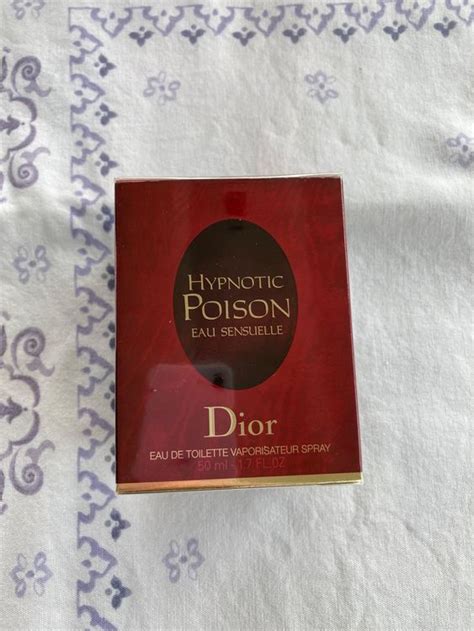 HYPNOTIC
POISON
EAU SENSUELLE
Dior
EAU DE TOILETTE VAPORISATEUR SPRAY
50 ml - 1.7 FL.OZ